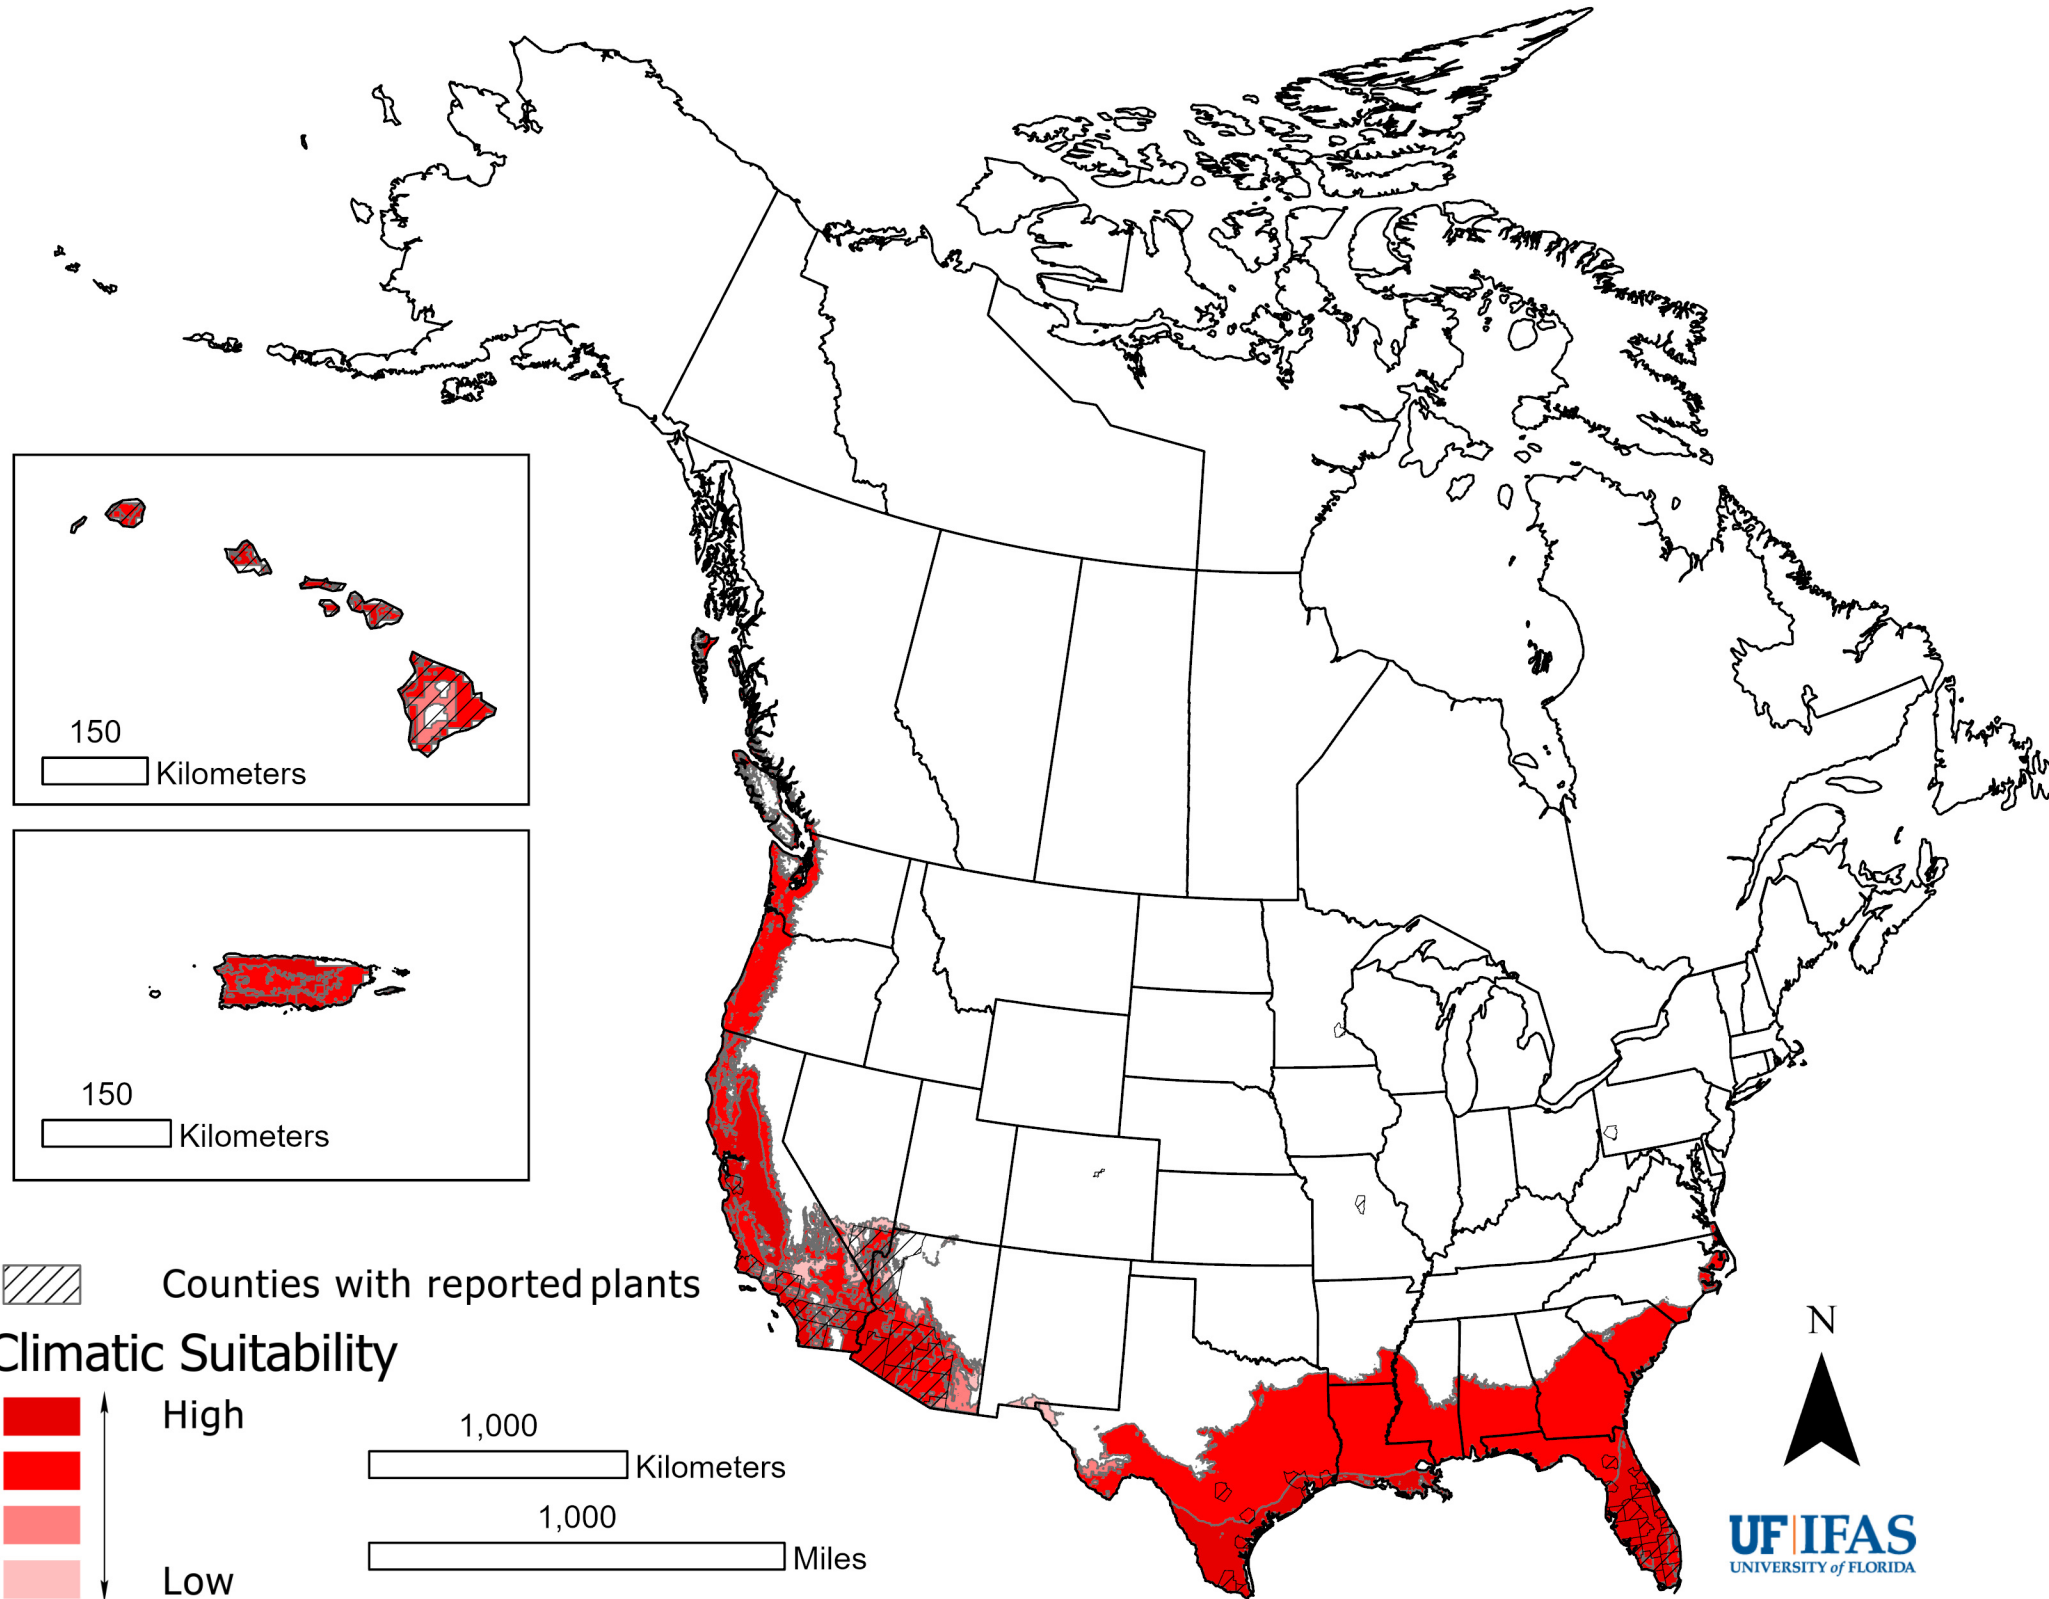 150
Kilometers
150
Kilometers
Counties with reported plants
Climatic Suitability
High
Low
1,000
Kilometers
1,000
Miles
N
UF|IFAS
UNIVERSITY of FLORIDA